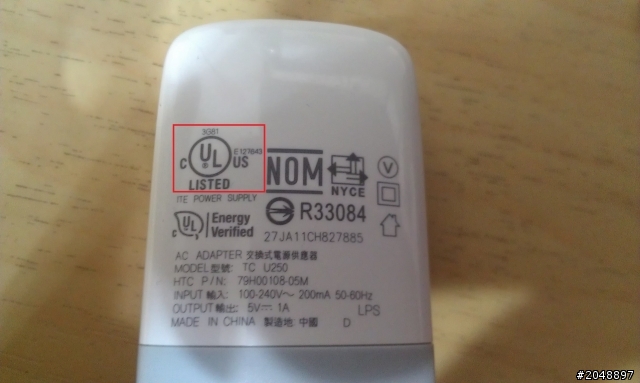 3G61
C UL US E127643
®
LISTED
ITE POWER SUPPLY
NOM
NYCE
V
UL Energy Verified
R33084
27JA11CH827885
AC ADAPTER 交換式電源供應器
MODEL型號: TC U250
HTC P/N: 79H00108-05M
INPUT輸入: 100-240V~ 200mA 50-60Hz
OUTPUT輸出: 5V⎓1A
LPS
MADE IN CHINA 製造地:中國 D
#2048897